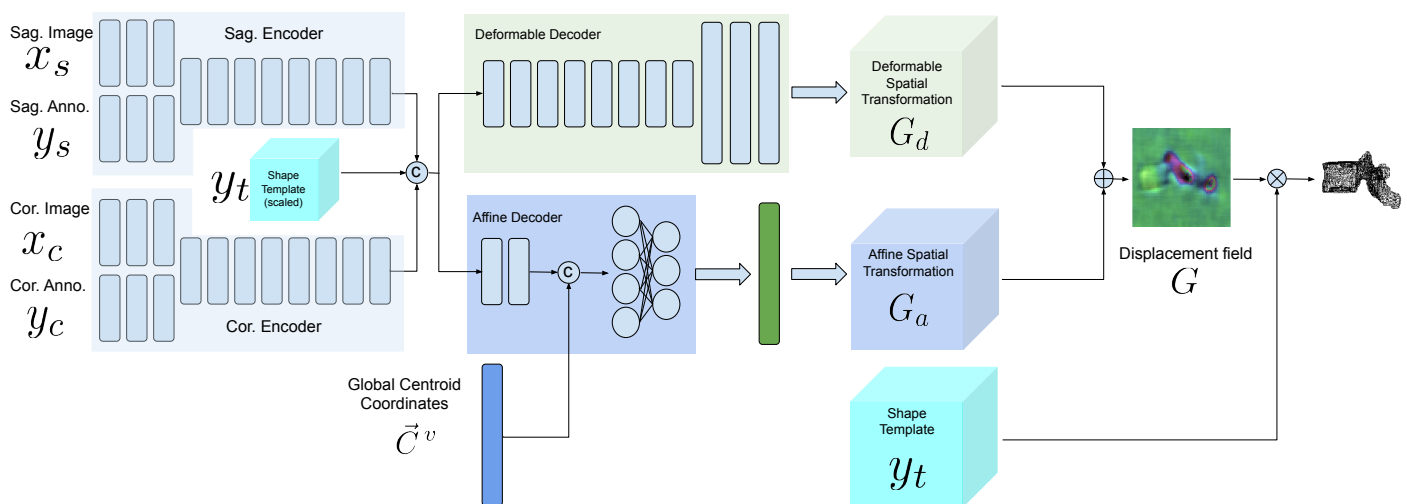 Sag. Image
x_s
Sag. Anno.
y_s
Sag. Encoder
Cor. Image
x_c
Cor. Anno.
y_c
Cor. Encoder
y_t
Shape
Template
(scaled)
C
Deformable Decoder
Affine Decoder
C
Global Centroid
Coordinates
\vec{C}^v
Deformable
Spatial
Transformation
G_d
Affine Spatial
Transformation
G_a
Shape
Template
y_t
Displacement field
G